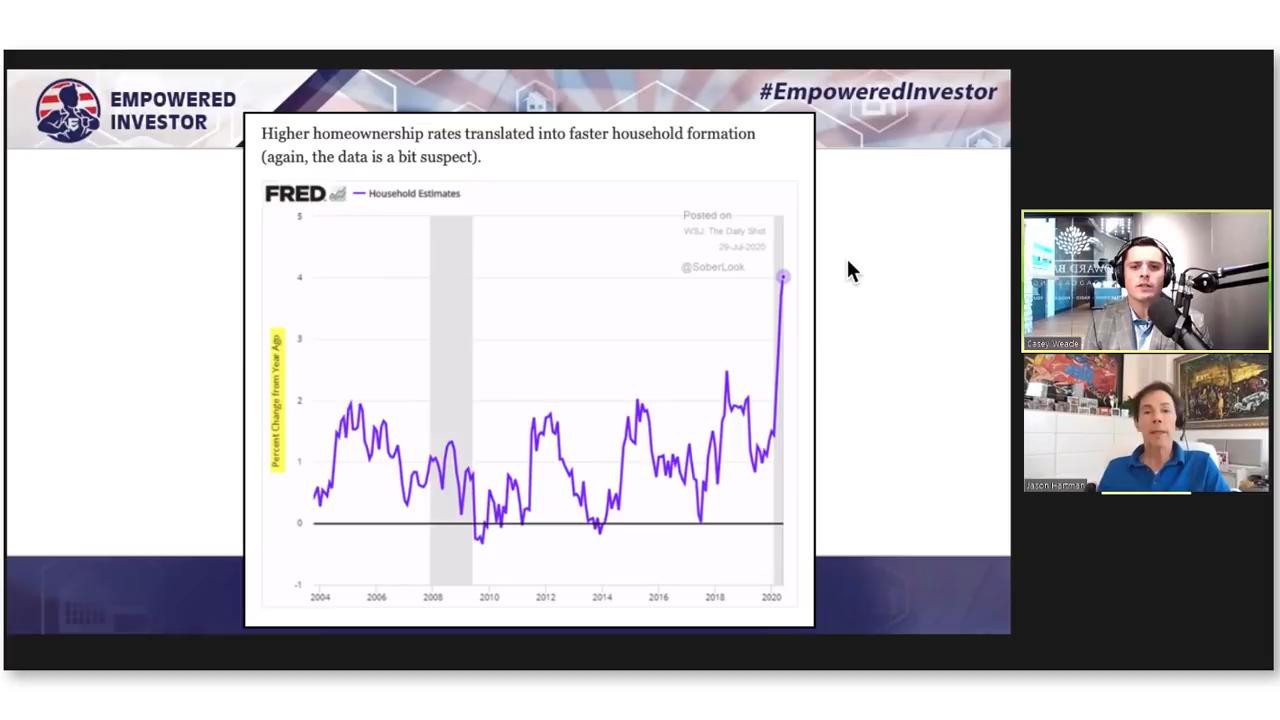 EMPOWERED
INVESTOR
#EmpoweredInvestor
Higher homeownership rates translated into faster household formation
(again, the data is a bit suspect).
FRED
Household Estimates
Posted on
WSJ: The Daily Shot
29-Jul-2020
@SoberLook
Percent Change from Year Ago
5
4
3
2
1
0
-1
2004 2006 2008 2010 2012 2014 2016 2018 2020
Casey Weade
Jason Hartman